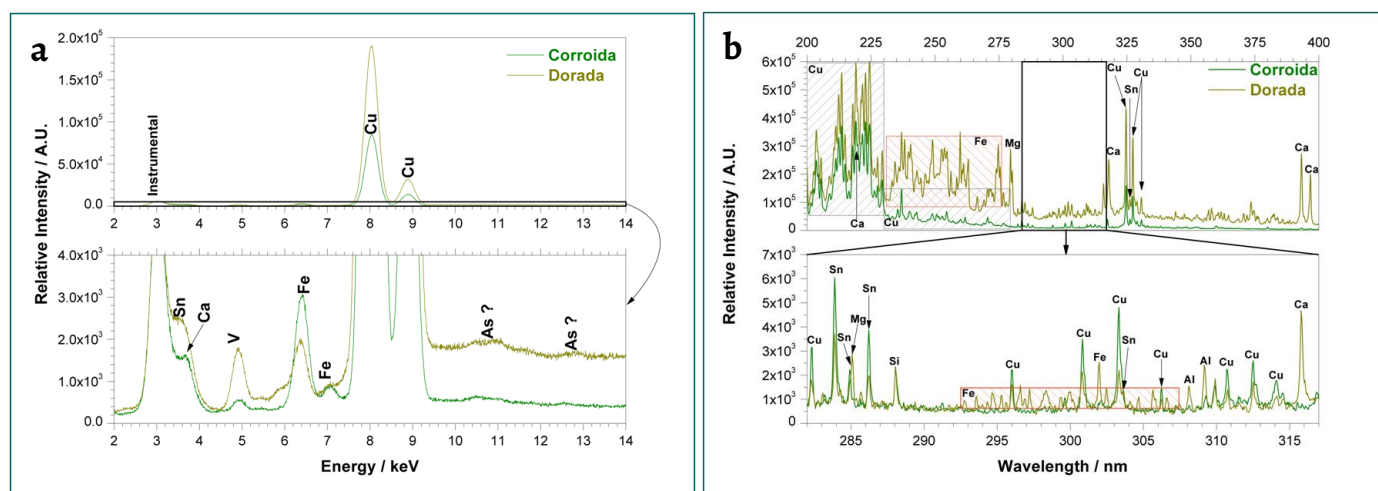 a
2.0x10⁵
1.5x10⁵
1.0x10⁵
5.0x10⁴
0.0
Corroida
Dorada
Instrumental
Cu
Cu
2 3 4 5 6 7 8 9 10 11 12 13 14
Relative Intensity / A.U.
4.0x10³
3.0x10³
2.0x10³
1.0x10³
0.0
Sn
Ca
V
Fe
Fe
As ?
As ?
2 3 4 5 6 7 8 9 10 11 12 13 14
Energy / keV
b
200 225 250 275 300 325 350 375 400
6x10⁵
5x10⁵
4x10⁵
3x10⁵
2x10⁵
1x10⁵
0
Cu
Ca
Cu
Fe
Mg
Ca
Cu
Sn
Cu
Corroida
Dorada
Ca
Ca
Relative Intensity / A.U.
7x10³
6x10³
5x10³
4x10³
3x10³
2x10³
1x10³
0
Cu
Sn
Sn
Mg
Sn
Si
Fe
Cu
Cu
Fe
Cu
Sn
Cu
Al
Al
Cu
Cu
Cu
Ca
285 290 295 300 305 310 315
Wavelength / nm